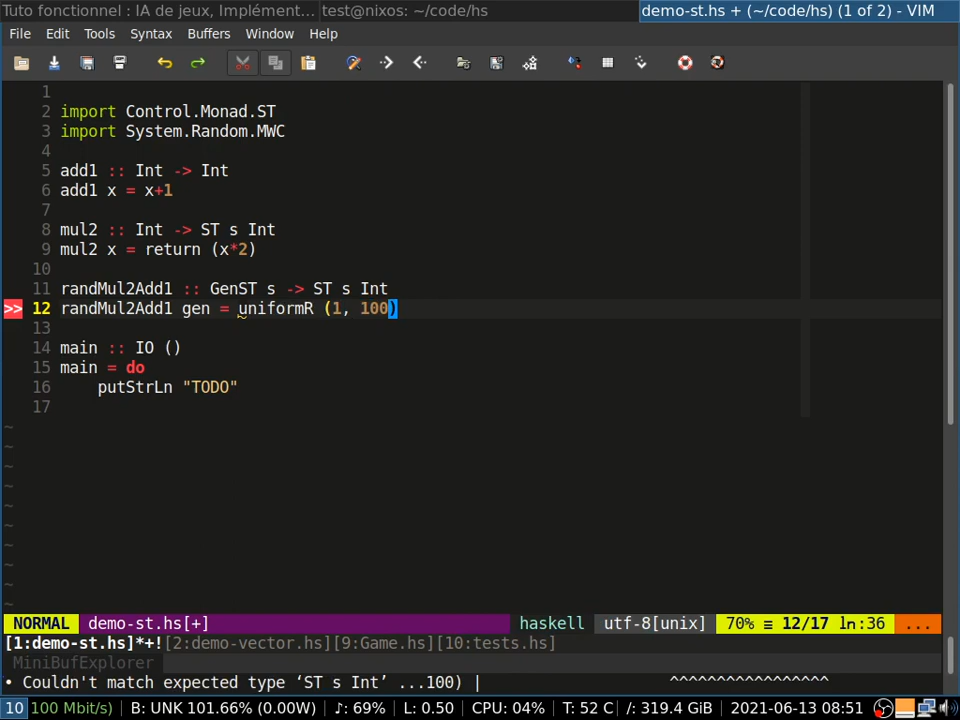 Tuto fonctionnel : IA de jeux, Implément... test@nixos: ~/code/hs demo-st.hs + (~/code/hs) (1 of 2) - VIM
File Edit Tools Syntax Buffers Window Help
1
2 import Control.Monad.ST
3 import System.Random.MWC
4
5 add1 :: Int -> Int
6 add1 x = x+1
7
8 mul2 :: Int -> ST s Int
9 mul2 x = return (x*2)
10
11 randMul2Add1 :: GenST s -> ST s Int
>> 12 randMul2Add1 gen = uniformR (1, 100)
13
14 main :: IO ()
15 main = do
16     putStrLn "TODO"
17
~
~
~
~
~
~
~
~
~
~
NORMAL demo-st.hs[+] haskell utf-8[unix] 70% ≡ 12/17 ㏑:36 ...
[1:demo-st.hs]*+![2:demo-vector.hs][9:Game.hs][10:tests.hs]
MiniBufExplorer
• Couldn't match expected type ‘ST s Int’ ...100) | ^^^^^^^^^^^^^^^^^
10 100 Mbit/s) B: UNK 101.66% (0.00W) ♪: 69% L: 0.50 CPU: 04% T: 52 C /: 319.4 GiB 2021-06-13 08:51